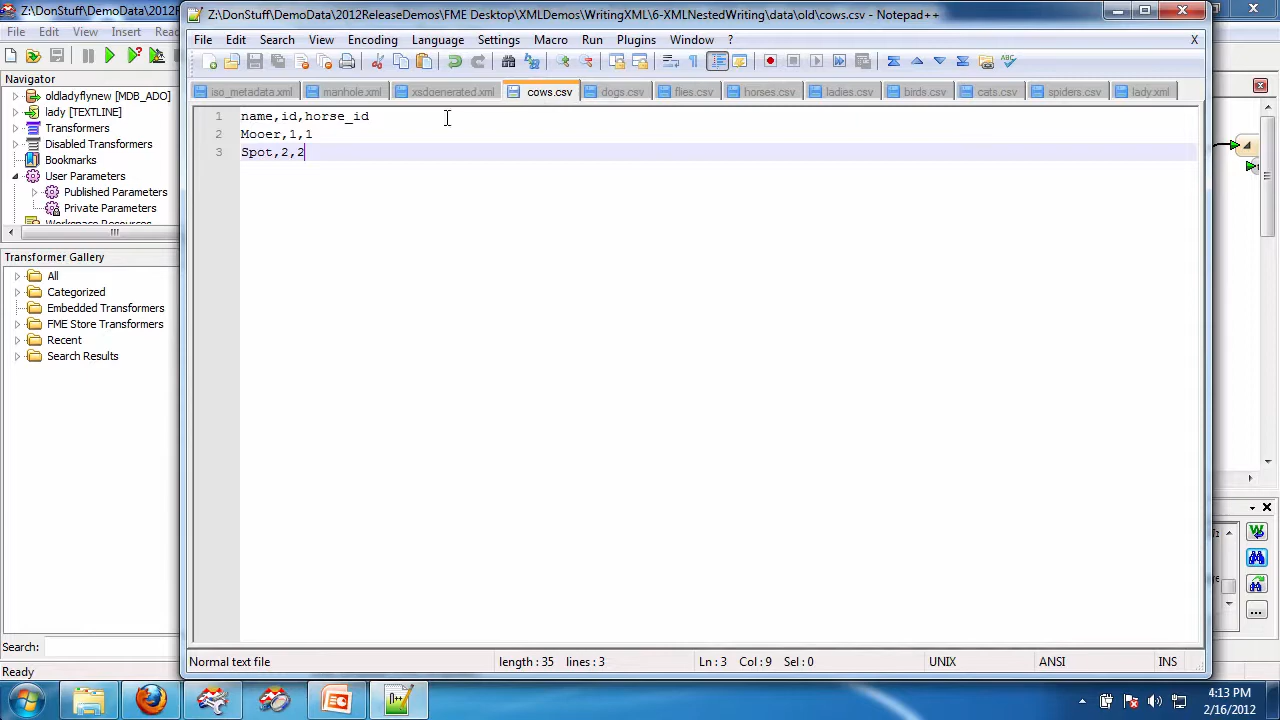 Z:\DonStuff\DemoData\2012ReleaseDemos\FME Desktop\XMLDemos\WritingXML\6-XMLNestedWriting\data\old\cows.csv - Notepad++
Z:\DonStuff\DemoData\2012
File Edit View Insert
File Edit Search View Encoding Language Settings Macro Run Plugins Window ? X
Navigator
oldladyflynew [MDB_ADO]
lady [TEXTLINE]
Transformers
Disabled Transformers
Bookmarks
User Parameters
Published Parameters
Private Parameters
Transformer Gallery
All
Categorized
Embedded Transformers
FME Store Transformers
Recent
Search Results
Search:
Ready
iso_metadata.xml manhole.xml xsdgenerated.xml cows.csv dogs.csv flies.csv horses.csv ladies.csv birds.csv cats.csv spiders.csv lady.xml
1 name,id,horse_id
2 Mooer,1,1
3 Spot,2,2
Normal text file length : 35 lines : 3 Ln : 3 Col : 9 Sel : 0 UNIX ANSI INS
4:13 PM
2/16/2012